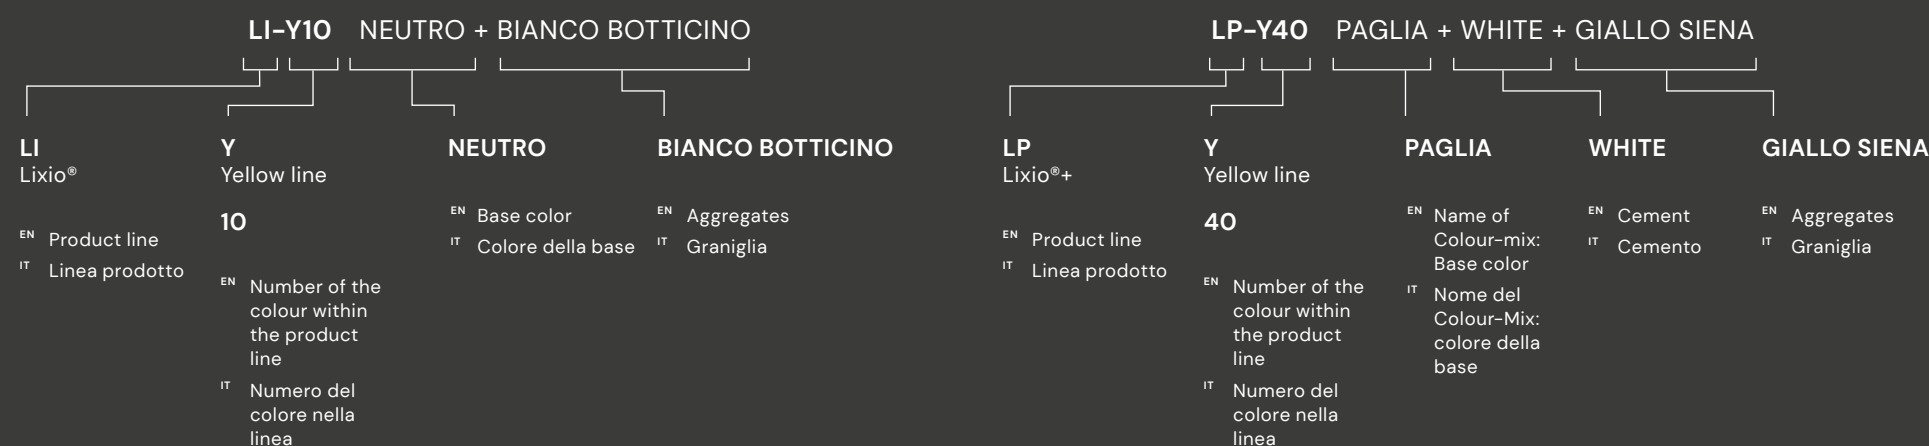 LI-Y10 NEUTRO + BIANCO BOTTICINO
LI
Lixio®
EN Product line
IT Linea prodotto
Y
Yellow line
10
EN Number of the
colour within
the product
line
IT Numero del
colore nella
linea
NEUTRO
EN Base color
IT Colore della base
BIANCO BOTTICINO
EN Aggregates
IT Graniglia
LP-Y40 PAGLIA + WHITE + GIALLO SIENA
LP
Lixio®+
EN Product line
IT Linea prodotto
Y
Yellow line
40
EN Number of the
colour within
the product
line
IT Numero del
colore nella
linea
PAGLIA
EN Name of
Colour-mix:
Base color
IT Nome del
Colour-Mix:
colore della
base
WHITE
EN Cement
IT Cemento
GIALLO SIENA
EN Aggregates
IT Graniglia